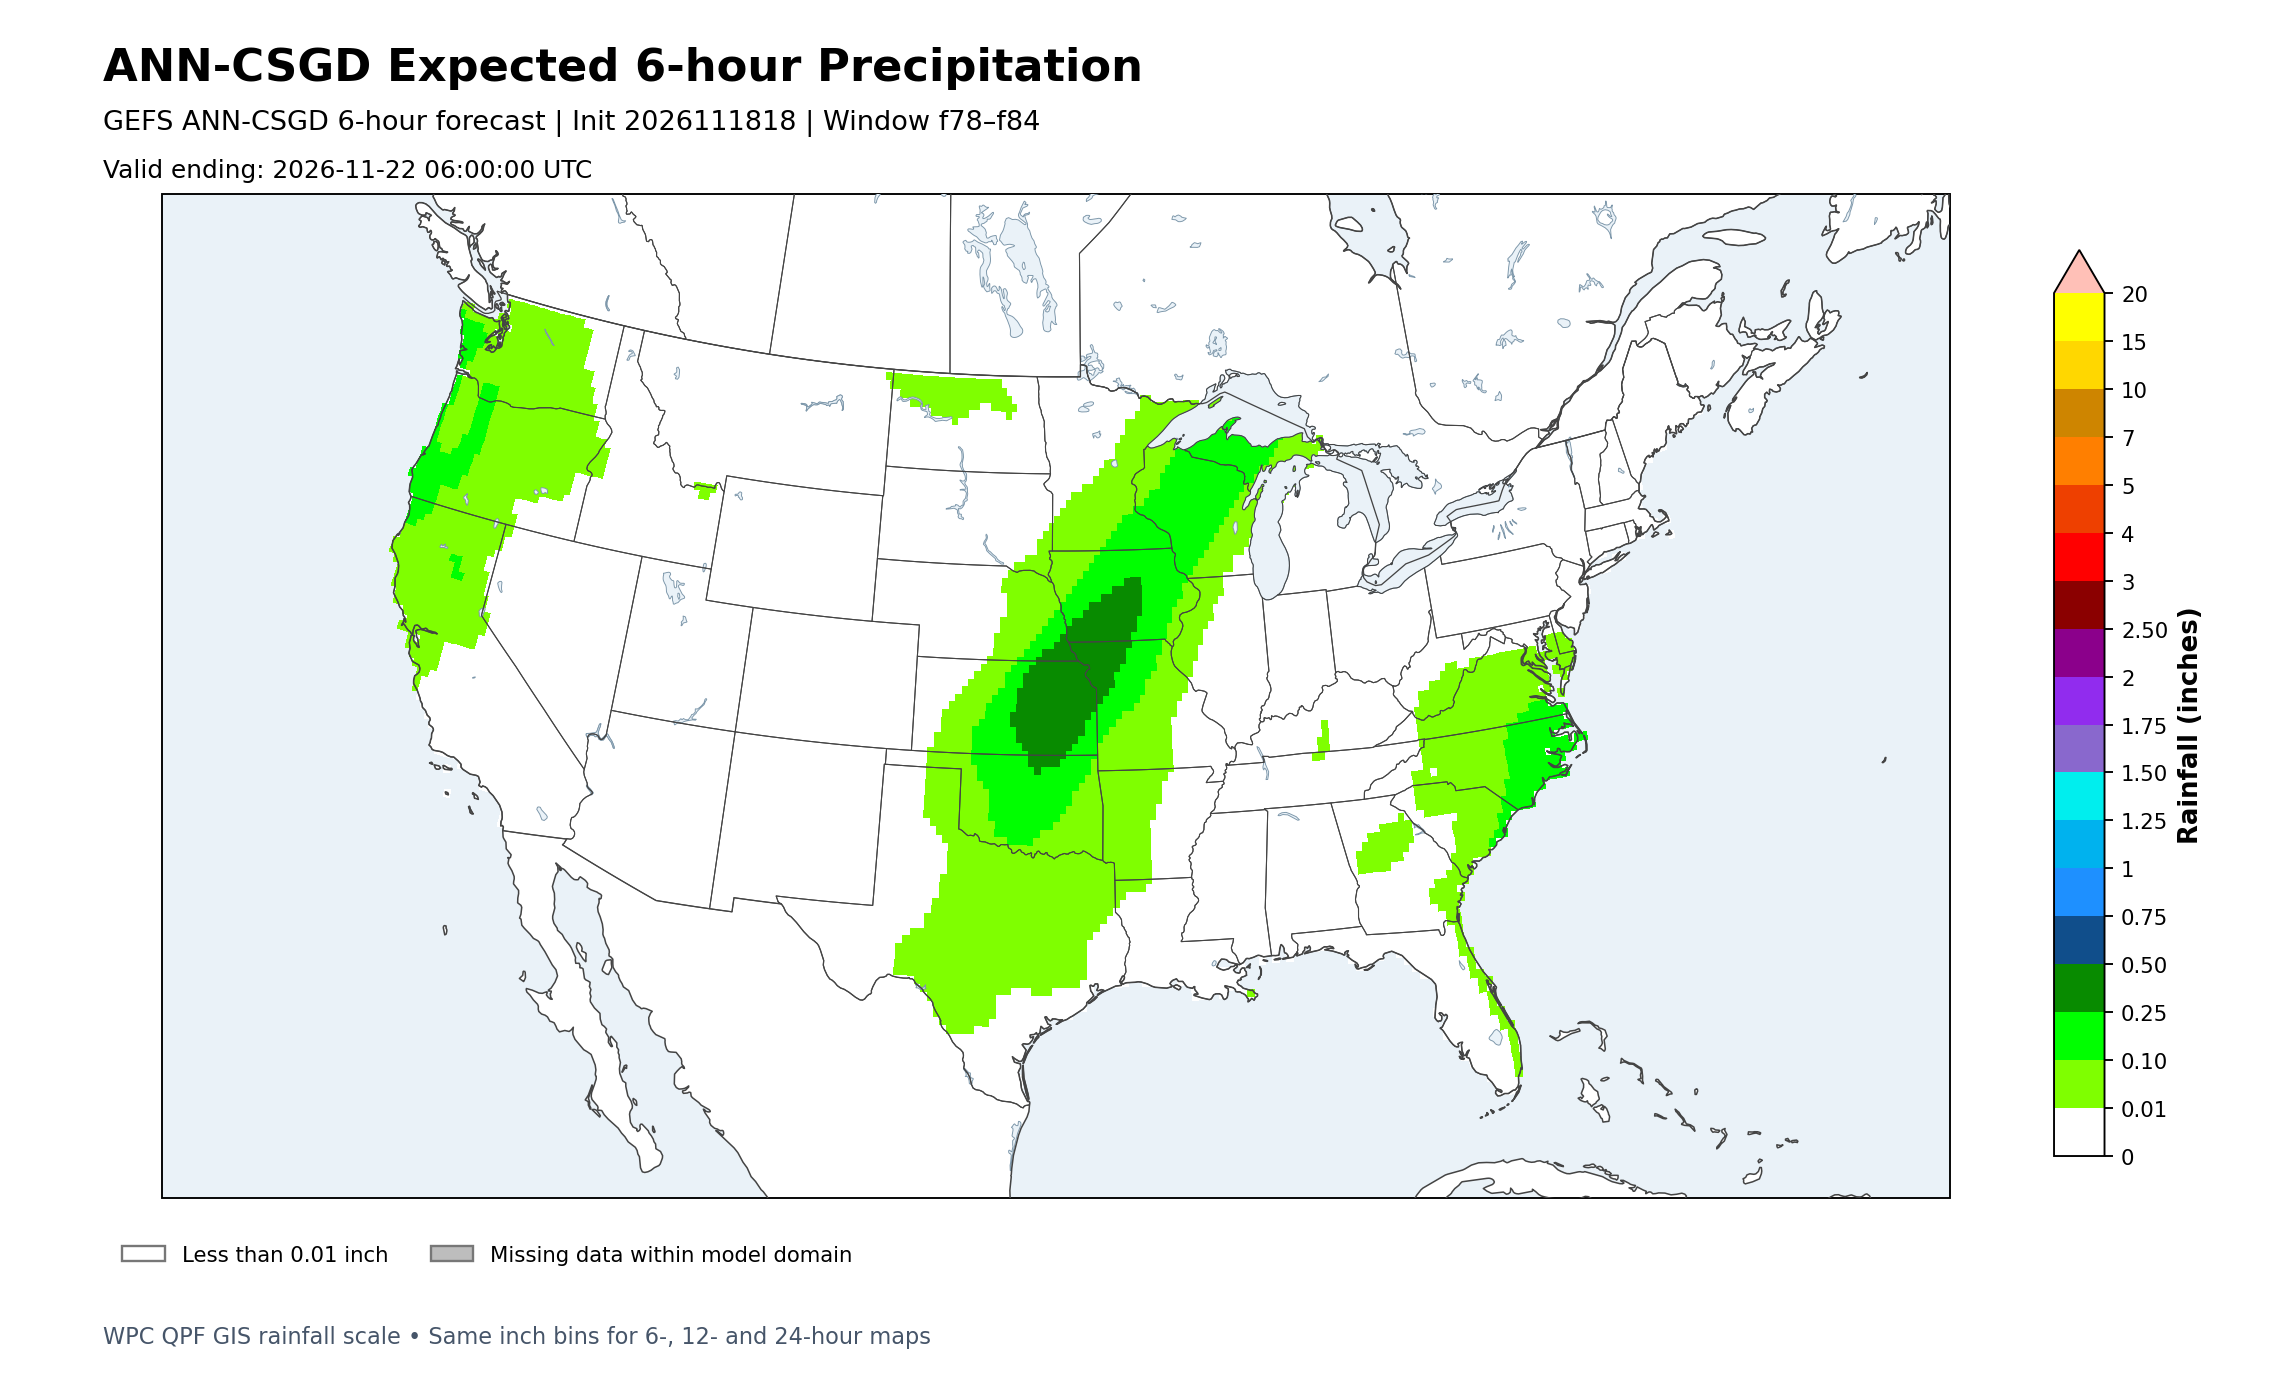 ANN-CSGD Expected 6-hour Precipitation
GEFS ANN-CSGD 6-hour forecast | Init 2026111818 | Window f78–f84
Valid ending: 2026-11-22 06:00:00 UTC
20
15
10
7
5
4
3
2.50
2
1.75
1.50
1.25
1
0.75
0.50
0.25
0.10
0.01
0
Rainfall (inches)
Less than 0.01 inch
Missing data within model domain
WPC QPF GIS rainfall scale • Same inch bins for 6-, 12- and 24-hour maps